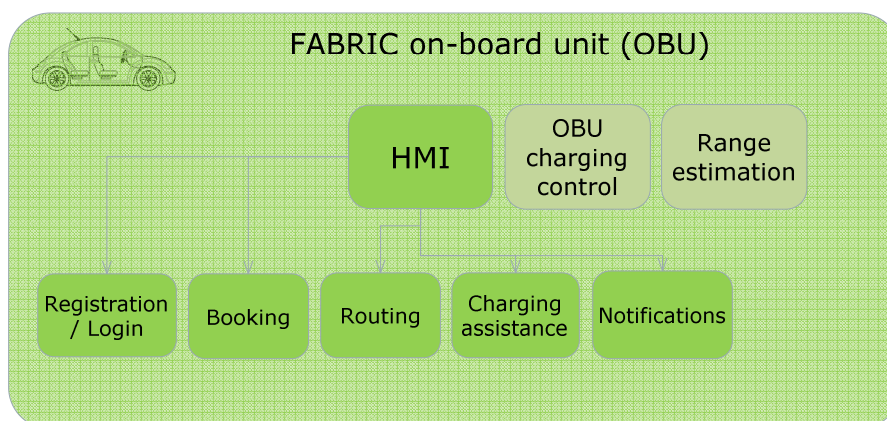 FABRIC on-board unit (OBU)
HMI
OBU
charging
control
Range
estimation
Registration
/ Login
Booking
Routing
Charging
assistance
Notifications